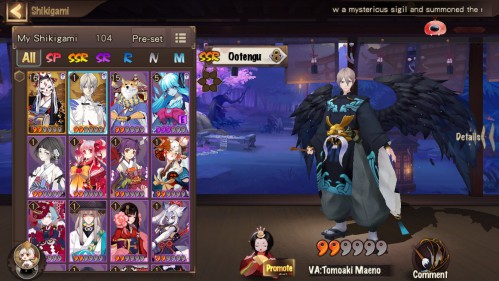 Shikigami
w a mysterious sigil and summoned the
My Shikigami 104 Pre-set
All SP SSR SR R N M
SSR Ootengu
Details
Promote
VA:Tomoaki Maeno
Comment